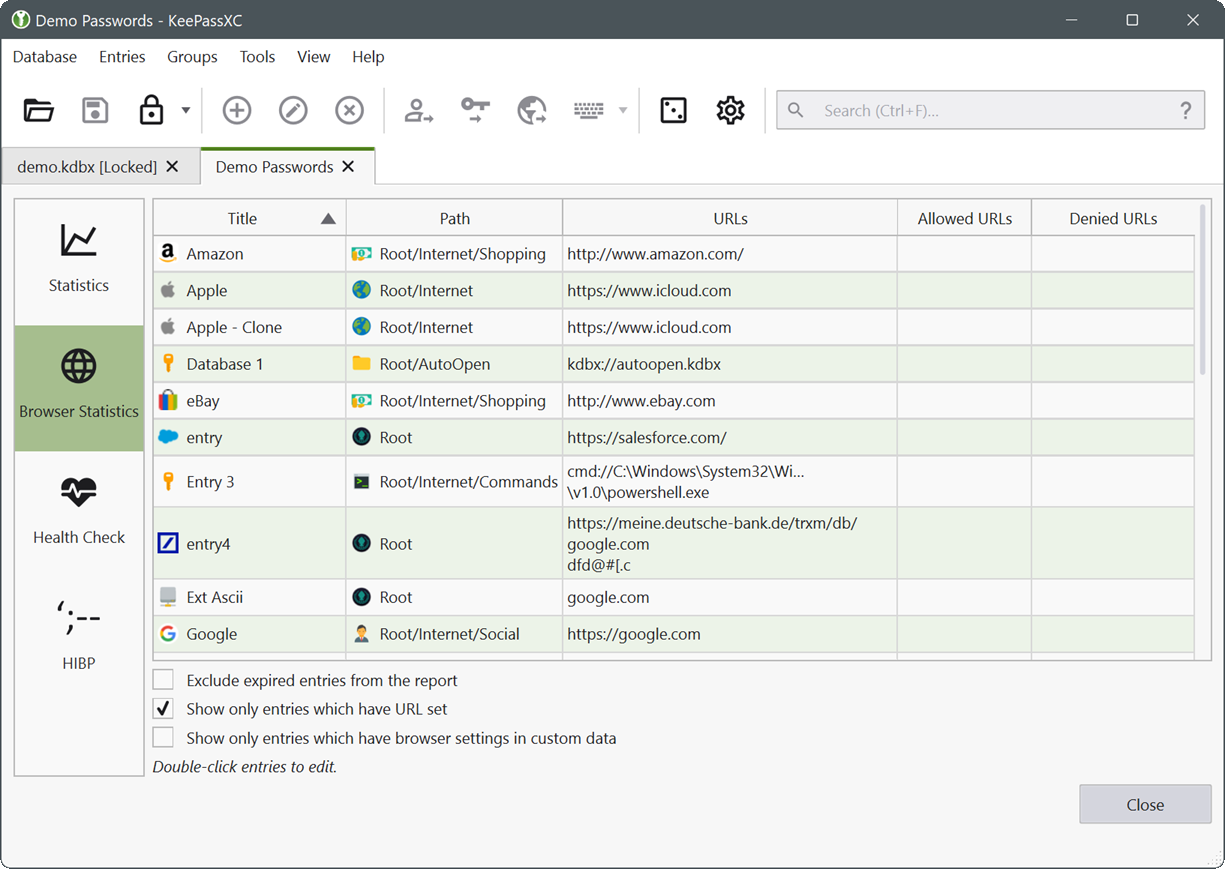 Demo Passwords - KeePassXC
Database Entries Groups Tools View Help
Search (Ctrl+F)... ?
demo.kdbx [Locked] Demo Passwords
Statistics
Browser Statistics
Health Check
HIBP
Title Path URLs Allowed URLs Denied URLs
Amazon Root/Internet/Shopping http://www.amazon.com/
Apple Root/Internet https://www.icloud.com
Apple - Clone Root/Internet https://www.icloud.com
Database 1 Root/AutoOpen kdbx://autoopen.kdbx
eBay Root/Internet/Shopping http://www.ebay.com
entry Root https://salesforce.com/
Entry 3 Root/Internet/Commands cmd://C:\Windows\System32\Wi...
\v1.0\powershell.exe
entry4 Root https://meine.deutsche-bank.de/trxm/db/
google.com
dfd@#[.c
Ext Ascii Root google.com
Google Root/Internet/Social https://google.com
Exclude expired entries from the report
Show only entries which have URL set
Show only entries which have browser settings in custom data
Double-click entries to edit.
Close